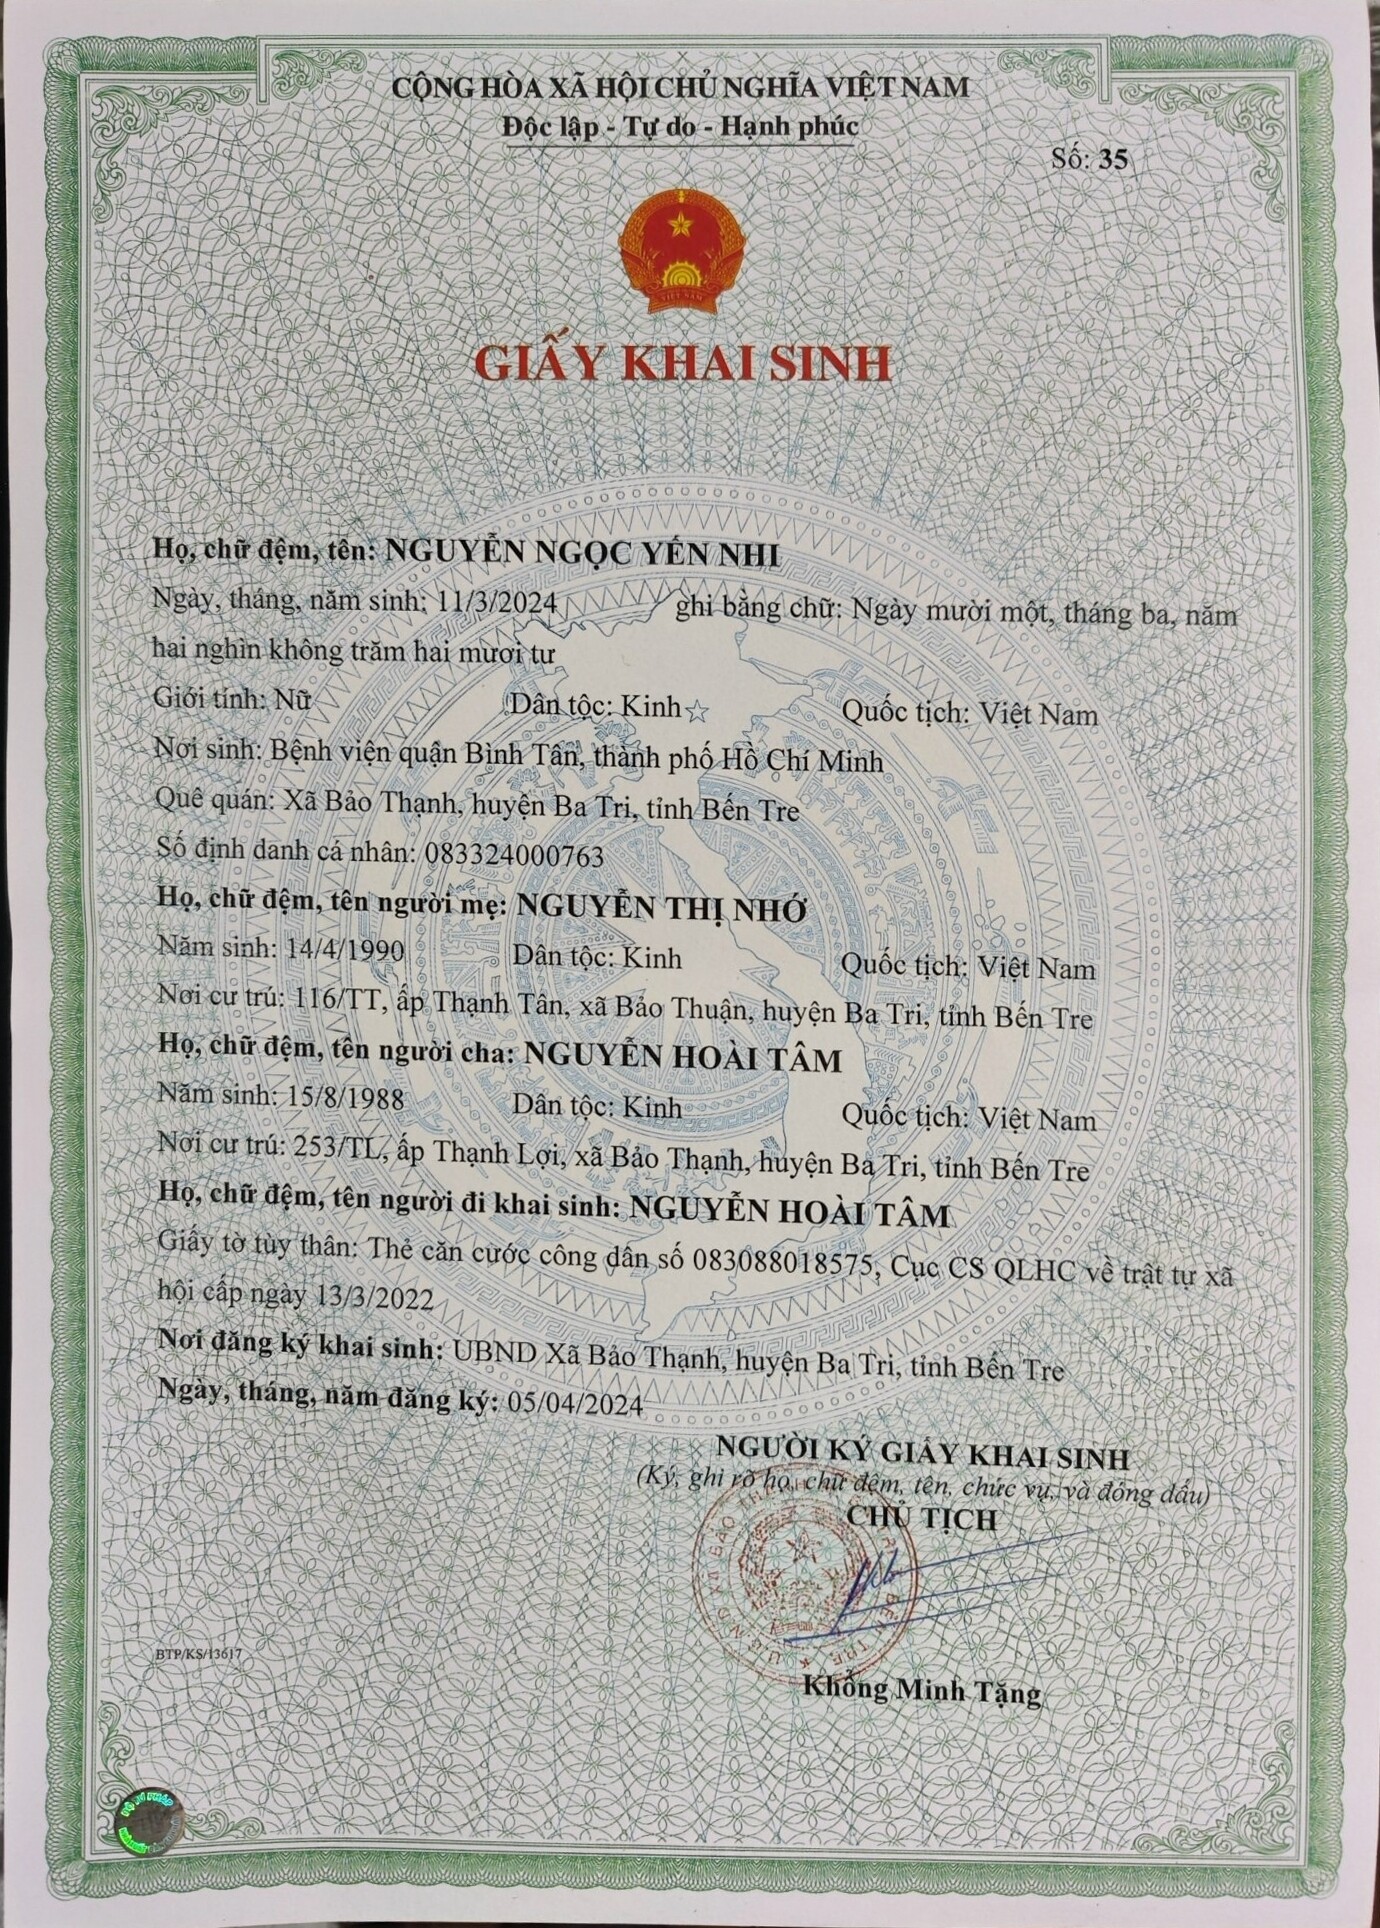 CỘNG HÒA XÃ HỘI CHỦ NGHĨA VIỆT NAM
Độc lập - Tự do - Hạnh phúc
Số: 35
GIẤY KHAI SINH
Họ, chữ đệm, tên: NGUYỄN NGỌC YẾN NHI
Ngày, tháng, năm sinh: 11/3/2024 ghi bằng chữ: Ngày mười một, tháng ba, năm
hai nghìn không trăm hai mươi tư
Giới tính: Nữ Dân tộc: Kinh Quốc tịch: Việt Nam
Nơi sinh: Bệnh viện quận Bình Tân, thành phố Hồ Chí Minh
Quê quán: Xã Bảo Thạnh, huyện Ba Tri, tỉnh Bến Tre
Số định danh cá nhân: 083324000763
Họ, chữ đệm, tên người mẹ: NGUYỄN THỊ NHỚ
Năm sinh: 14/4/1990 Dân tộc: Kinh Quốc tịch: Việt Nam
Nơi cư trú: 116/TT, ấp Thạnh Tân, xã Bảo Thuận, huyện Ba Tri, tỉnh Bến Tre
Họ, chữ đệm, tên người cha: NGUYỄN HOÀI TÂM
Năm sinh: 15/8/1988 Dân tộc: Kinh Quốc tịch: Việt Nam
Nơi cư trú: 253/TL, ấp Thạnh Lợi, xã Bảo Thạnh, huyện Ba Tri, tỉnh Bến Tre
Họ, chữ đệm, tên người đi khai sinh: NGUYỄN HOÀI TÂM
Giấy tờ tùy thân: Thẻ căn cước công dân số 083088018575, Cục CS QLHC về trật tự xã
hội cấp ngày 13/3/2022
Nơi đăng ký khai sinh: UBND Xã Bảo Thạnh, huyện Ba Tri, tỉnh Bến Tre
Ngày, tháng, năm đăng ký: 05/04/2024
NGƯỜI KÝ GIẤY KHAI SINH
(Ký, ghi rõ họ, chữ đệm, tên, chức vụ, và đóng dấu)
CHỦ TỊCH
BTP/KS/13617
Khổng Minh Tặng
BỘ TƯ PHÁP